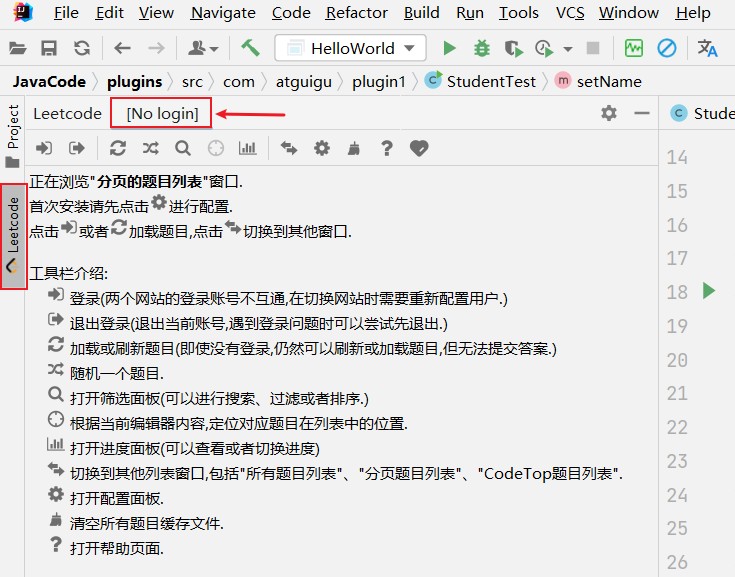 File Edit View Navigate Code Refactor Build Run Tools VCS Window Help
HelloWorld
JavaCode plugins src com atguigu plugin1 StudentTest setName
Project
Leetcode
Leetcode [No login]
正在浏览"分页的题目列表"窗口.
首次安装请先点击进行配置.
点击或者加载题目,点击切换到其他窗口.
工具栏介绍:
登录(两个网站的登录账号不互通,在切换网站时需要重新配置用户.)
退出登录(退出当前账号,遇到登录问题时可以尝试先退出.)
加载或刷新题目(即使没有登录,仍然可以刷新或加载题目,但无法提交答案.)
随机一个题目.
打开筛选面板(可以进行搜索、过滤或者排序.)
根据当前编辑器内容,定位对应题目在列表中的位置.
打开进度面板(可以查看或者切换进度)
切换到其他列表窗口,包括"所有题目列表"、"分页题目列表"、"CodeTop题目列表".
打开配置面板.
清空所有题目缓存文件.
打开帮助页面.
Stude
14
15
16
17
18
19
20
21
22
23
24
25
26